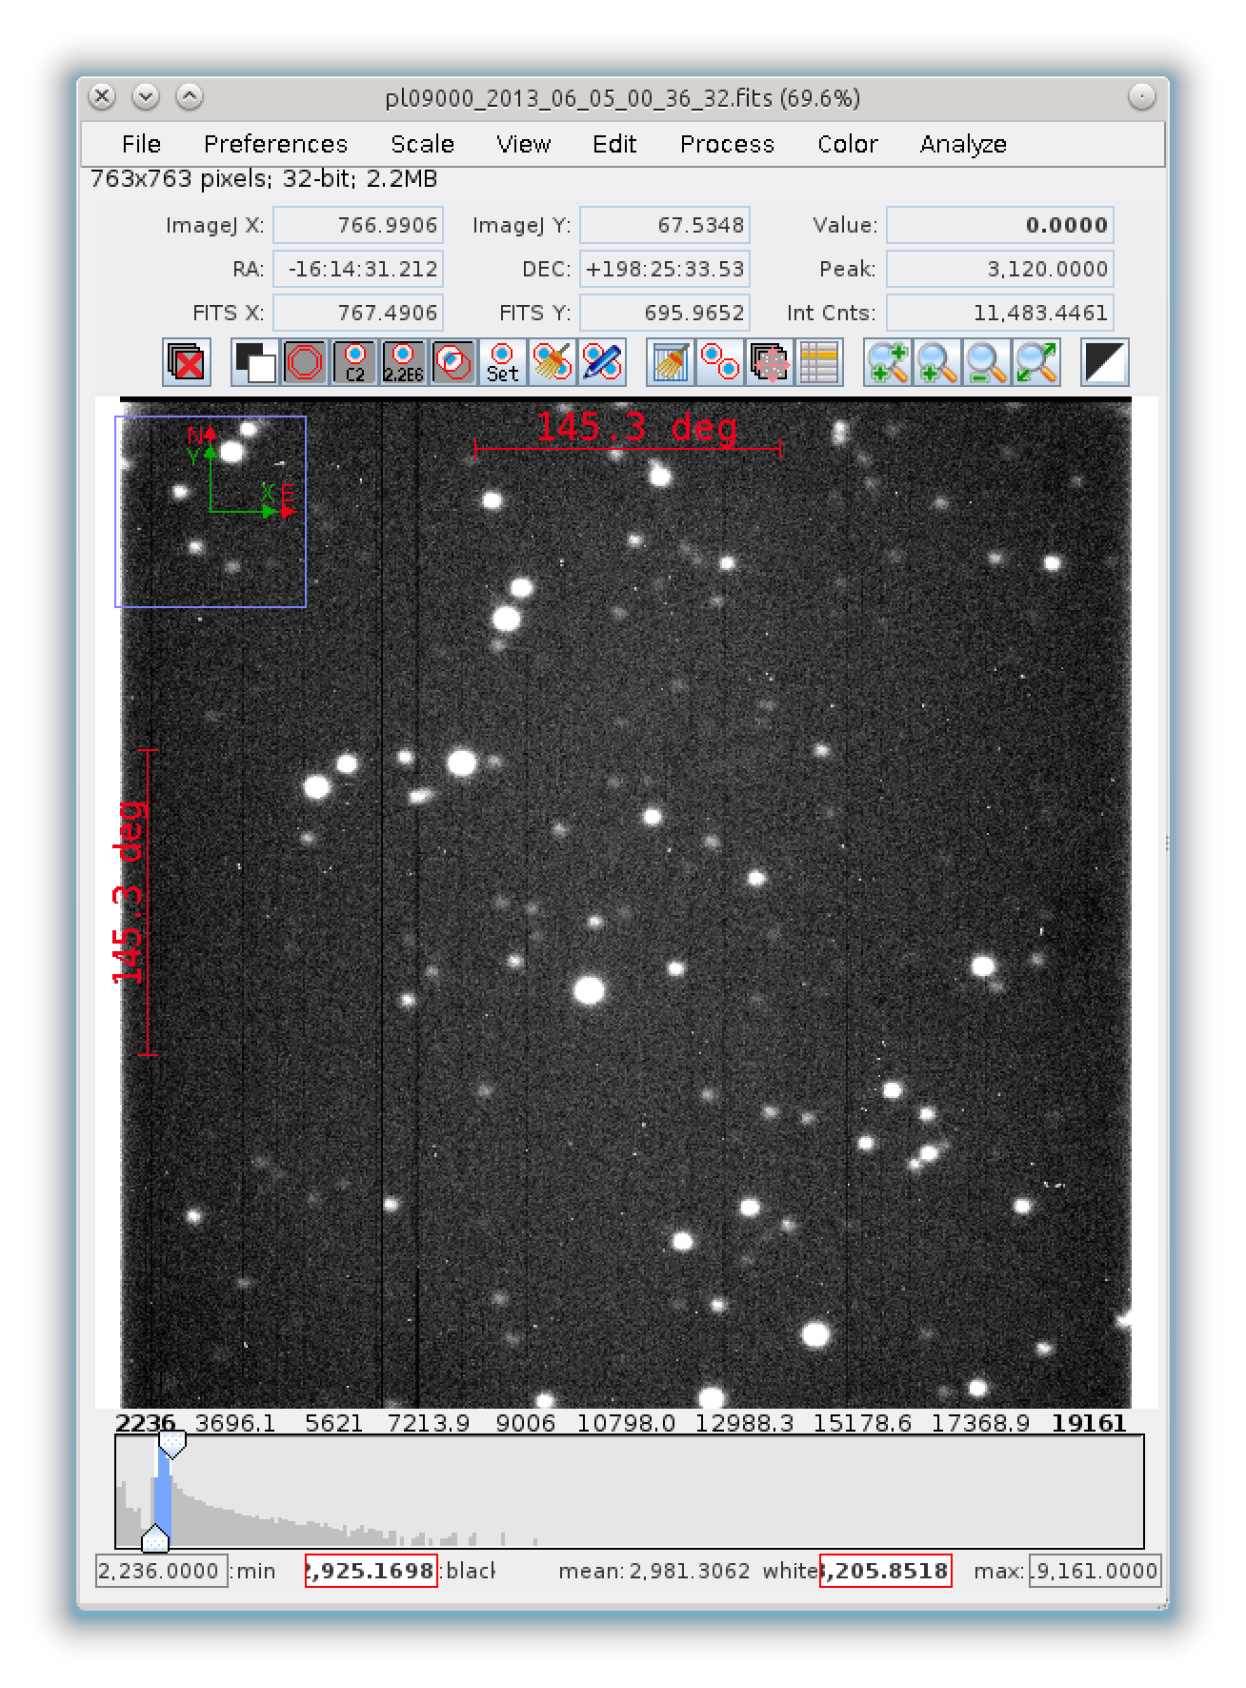 pl09000_2013_06_05_00_36_32.fits (69.6%)
File Preferences Scale View Edit Process Color Analyze
763x763 pixels; 32-bit; 2.2MB
ImageJ X: 766.9906 ImageJ Y: 67.5348 Value: 0.0000
RA: -16:14:31.212 DEC: +198:25:33.53 Peak: 3,120.0000
FITS X: 767.4906 FITS Y: 695.9652 Int Cnts: 11,483.4461
C2 2.2E6 Set
145.3 deg
N
Y
X E
145.3 deg
2236 3696.1 5621 7213.9 9006 10798.0 12988.3 15178.6 17368.9 19161
2,236.0000 :min 2,925.1698 :black mean: 2,981.3062 white ,205.8518 max: .9,161.0000